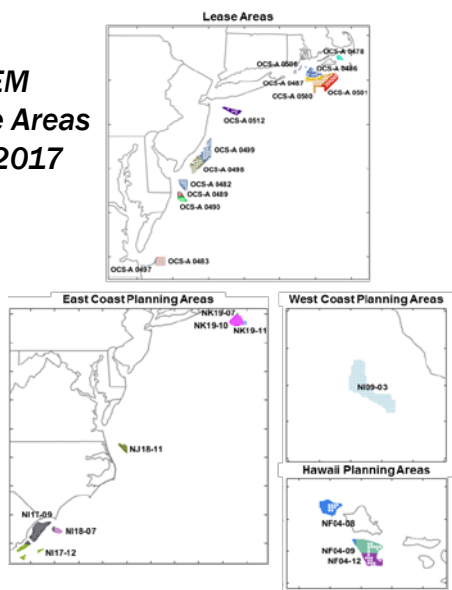 Lease Areas
EM
e Areas
2017
OCS-A 0478
OCS-A 0506
OCS-A 0486
OCS-A 0487
OCS-A 0500
OCS-A 0501
OCS-A 0512
OCS-A 0499
OCS-A 0498
OCS-A 0482
OCS-A 0489
OCS-A 0490
OCS-A 0483
OCS-A 0497
East Coast Planning Areas
NK19-07
NK19-10
NK19-11
NJ18-11
NI17-09
NI18-07
NI17-12
West Coast Planning Areas
NI09-03
Hawaii Planning Areas
NF04-08
NF04-09
NF04-12